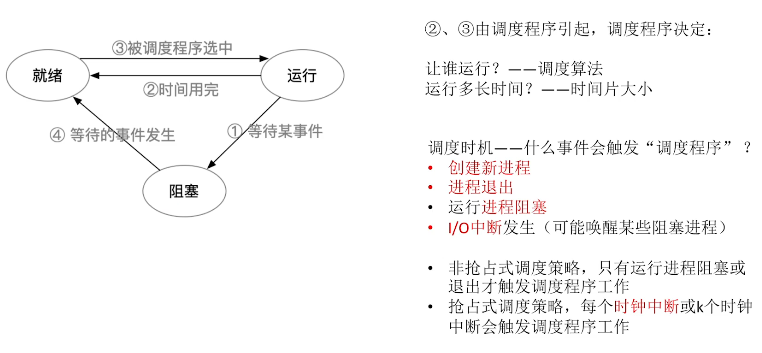 ③被调度程序选中
就绪
运行
②时间用完
④ 等待的事件发生
① 等待某事件
阻塞
②、③由调度程序引起，调度程序决定：
让谁运行？——调度算法
运行多长时间？——时间片大小
调度时机——什么事件会触发“调度程序”？
• 创建新进程
• 进程退出
• 运行进程阻塞
• I/O中断发生（可能唤醒某些阻塞进程）
• 非抢占式调度策略，只有运行进程阻塞或
退出才触发调度程序工作
• 抢占式调度策略，每个时钟中断或k个时钟
中断会触发调度程序工作